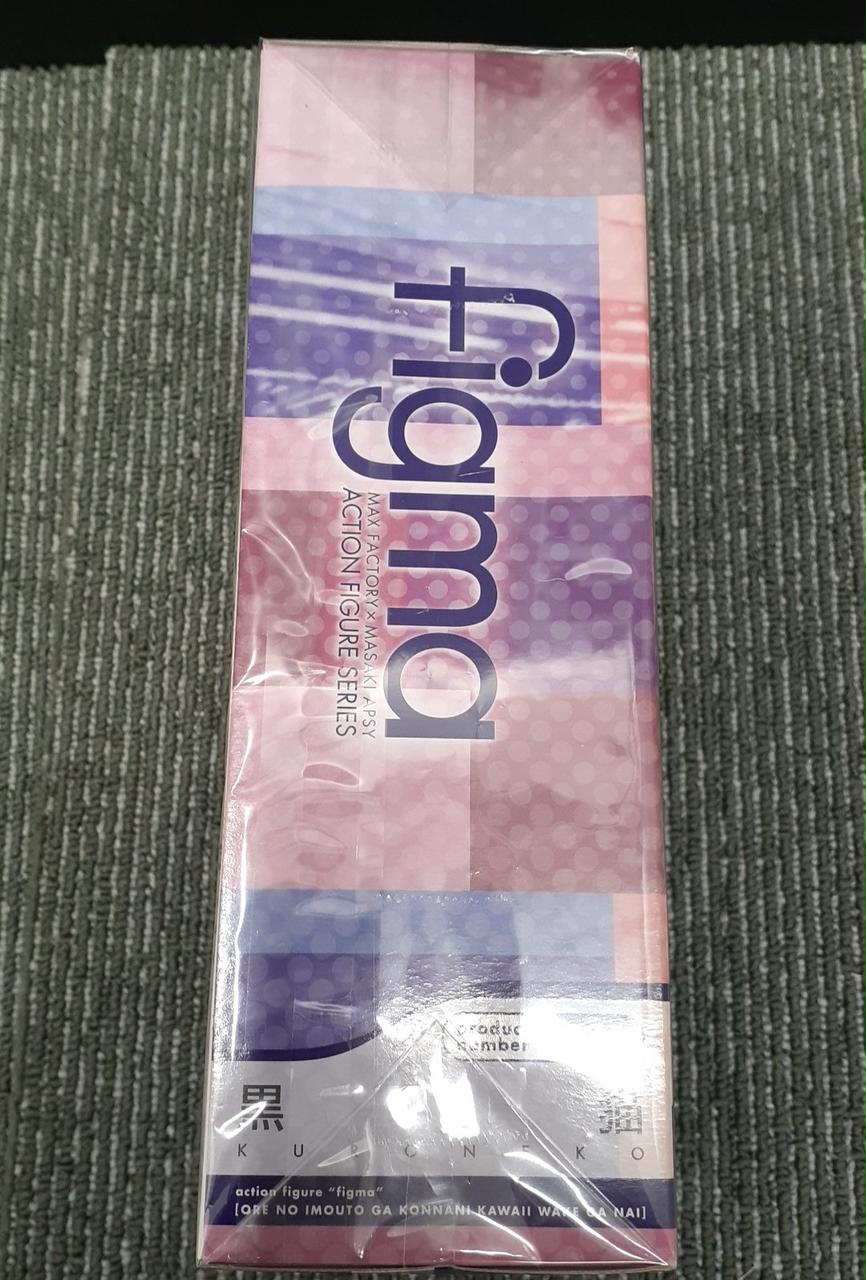 figma
MAX FACTORY × MASAKI APSY
ACTION FIGURE SERIES
number
黒 猫
KURONEKO
action figure "figma"
[ORE NO IMOUTO GA KONNANI KAWAII WAKE GA NAI]